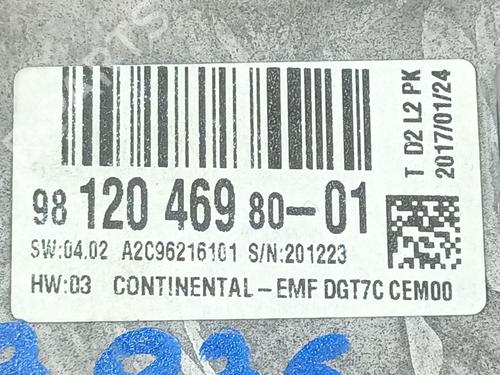 T D2 L2 PK
2017/01/24
98 120 469 80-01
SW:04.02 A2C96216101 S/N:201223
HW:03 CONTINENTAL-EMF DGT7C CEM00